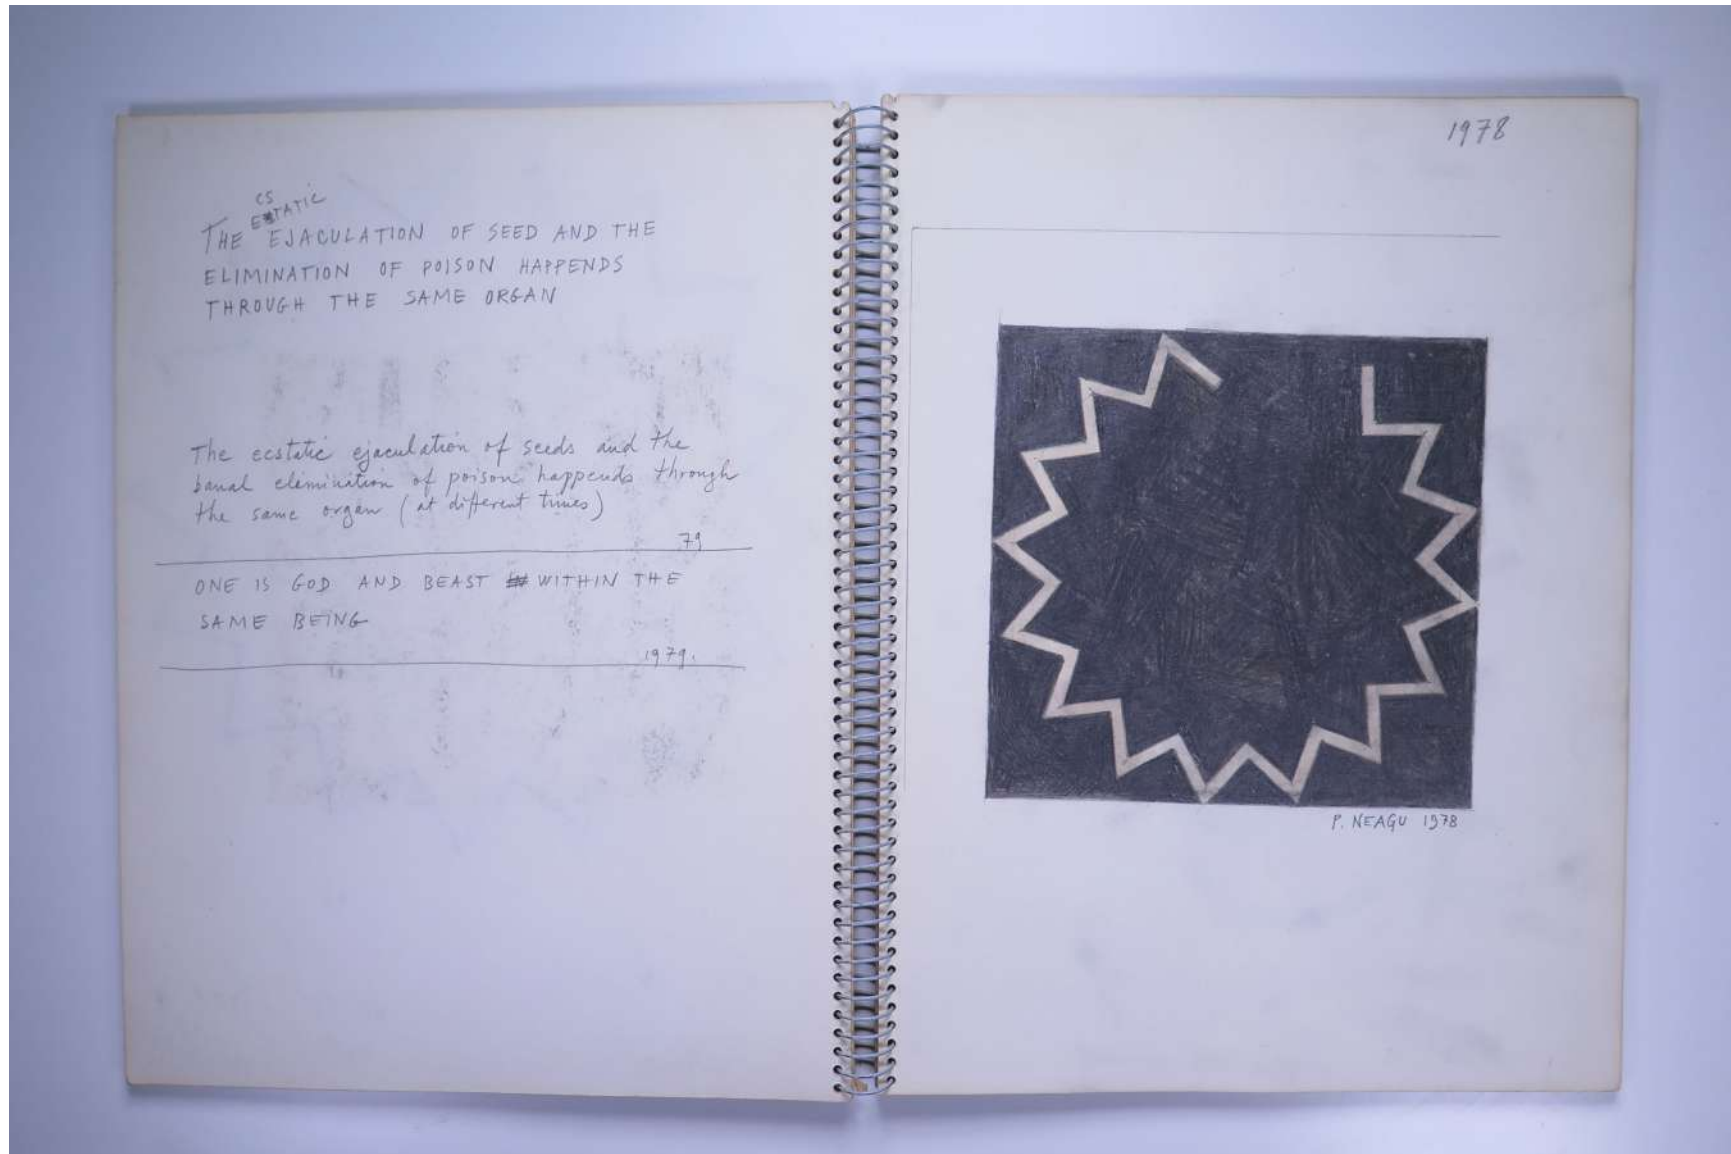 CS
EXTATIC
THE EJACULATION OF SEED AND THE
ELIMINATION OF POISON HAPPENDS
THROUGH THE SAME ORGAN
The ecstatic ejaculation of seeds and the
banal elimination of poison happends through
the same organ (at different times)
79
ONE IS GOD AND BEAST WITHIN THE
SAME BEING
1979.
1978
P. NEAGU 1978